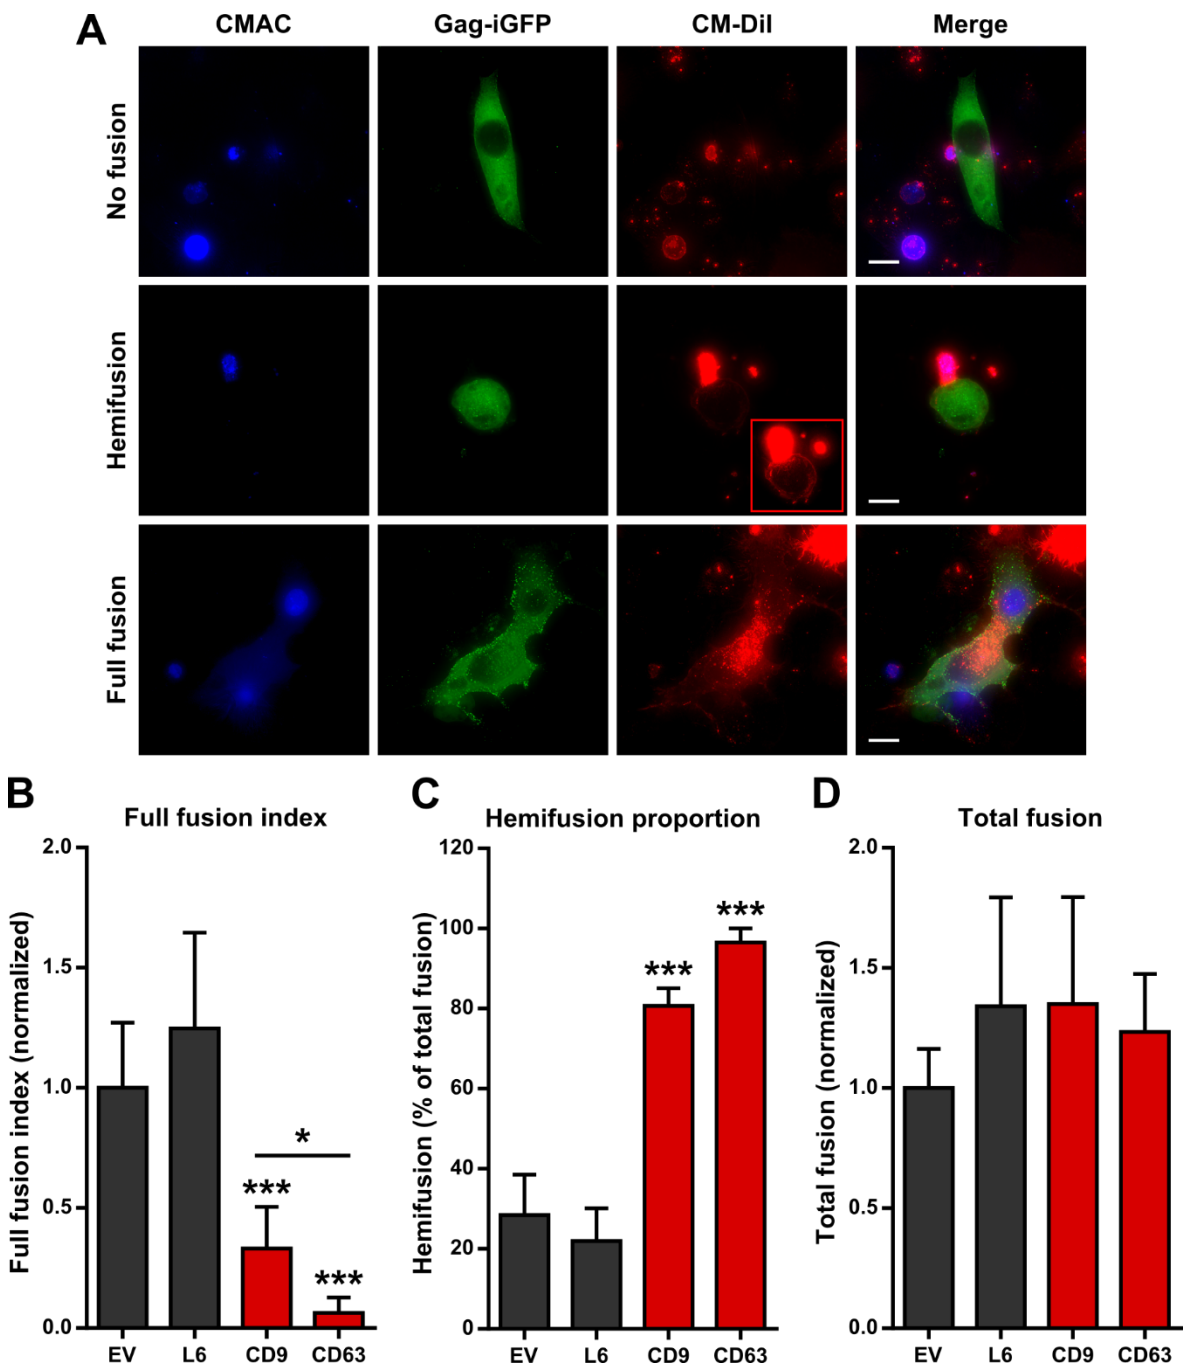 A
CMAC Gag-iGFP CM-DiI Merge
No fusion
Hemifusion
Full fusion
B
Full fusion index
Full fusion index (normalized)
2.0
1.5
1.0
0.5
0.0
*
***
***
EV L6 CD9 CD63
C
Hemifusion proportion
Hemifusion (% of total fusion)
120
100
80
60
40
20
0
***
***
EV L6 CD9 CD63
D
Total fusion
Total fusion (normalized)
2.0
1.5
1.0
0.5
0.0
EV L6 CD9 CD63